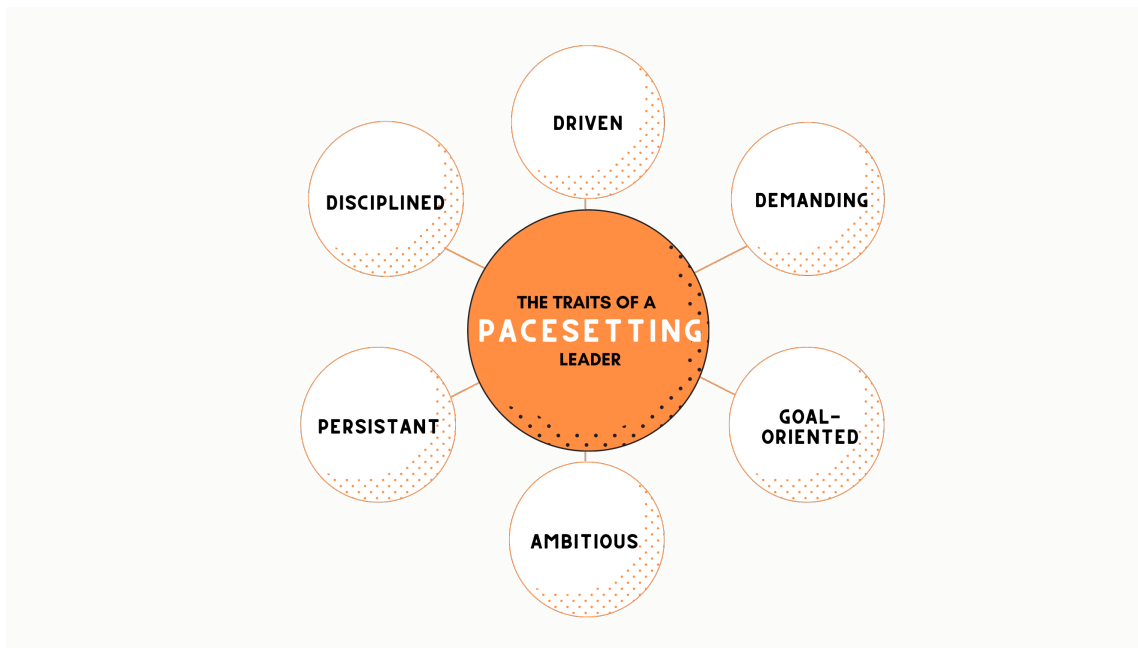 DRIVEN
DISCIPLINED
DEMANDING
THE TRAITS OF A
PACESETTING
LEADER
PERSISTANT
GOAL-
ORIENTED
AMBITIOUS